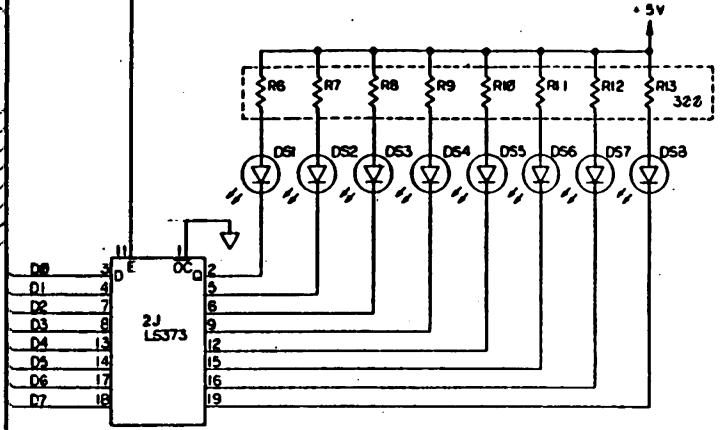 +5V
R6 R7 R8 R9 R10 R11 R12 R13
322
DS1 DS2 DS3 DS4 DS5 DS6 DS7 DS8
11 1
E OC
D0 3 D Q 2
D1 4 5
D2 7 6
D3 8 9
2J
LS373
D4 13 12
D5 14 15
D6 17 16
D7 18 19